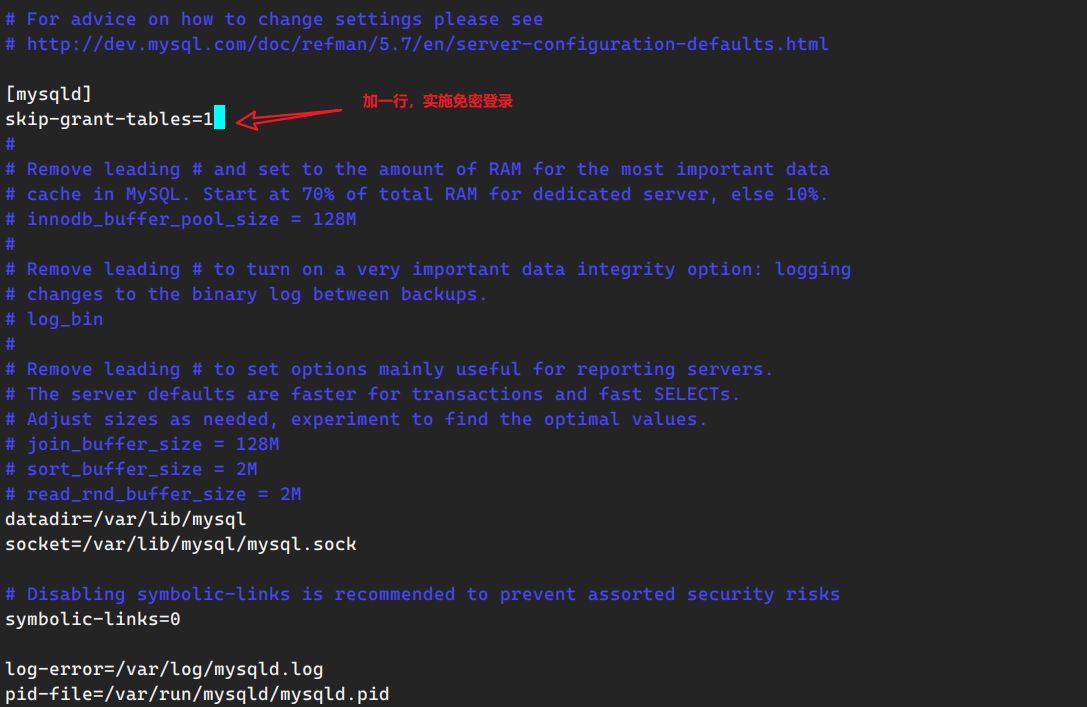 # For advice on how to change settings please see
# http://dev.mysql.com/doc/refman/5.7/en/server-configuration-defaults.html
[mysqld]
加一行，实施免密登录
skip-grant-tables=1
#
# Remove leading # and set to the amount of RAM for the most important data
# cache in MySQL. Start at 70% of total RAM for dedicated server, else 10%.
# innodb_buffer_pool_size = 128M
#
# Remove leading # to turn on a very important data integrity option: logging
# changes to the binary log between backups.
# log_bin
#
# Remove leading # to set options mainly useful for reporting servers.
# The server defaults are faster for transactions and fast SELECTs.
# Adjust sizes as needed, experiment to find the optimal values.
# join_buffer_size = 128M
# sort_buffer_size = 2M
# read_rnd_buffer_size = 2M
datadir=/var/lib/mysql
socket=/var/lib/mysql/mysql.sock
# Disabling symbolic-links is recommended to prevent assorted security risks
symbolic-links=0
log-error=/var/log/mysqld.log
pid-file=/var/run/mysqld/mysqld.pid